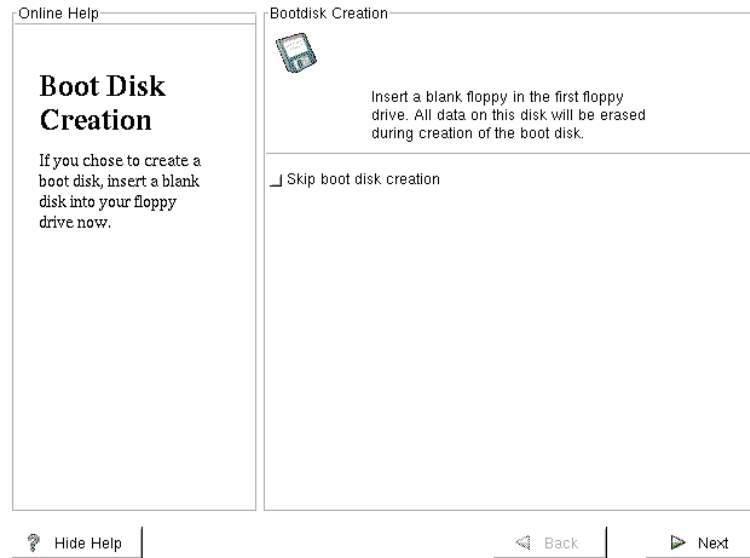 Online Help
Boot Disk
Creation
If you chose to create a
boot disk, insert a blank
disk into your floppy
drive now.
Bootdisk Creation
Insert a blank floppy in the first floppy
drive. All data on this disk will be erased
during creation of the boot disk.
Skip boot disk creation
Hide Help
Back
Next